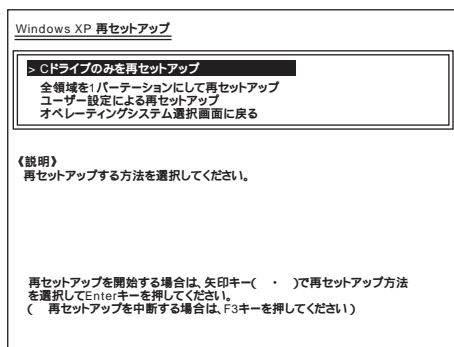 Windows XP 再セットアップ
> Cドライブのみを再セットアップ
全領域を1パーテーションにして再セットアップ
ユーザー設定による再セットアップ
オペレーティングシステム選択画面に戻る
《説明》
再セットアップする方法を選択してください。
再セットアップを開始する場合は、矢印キー( ・ )で再セットアップ方法
を選択してEnterキーを押してください。
( 再セットアップを中断する場合は、F3キーを押してください)